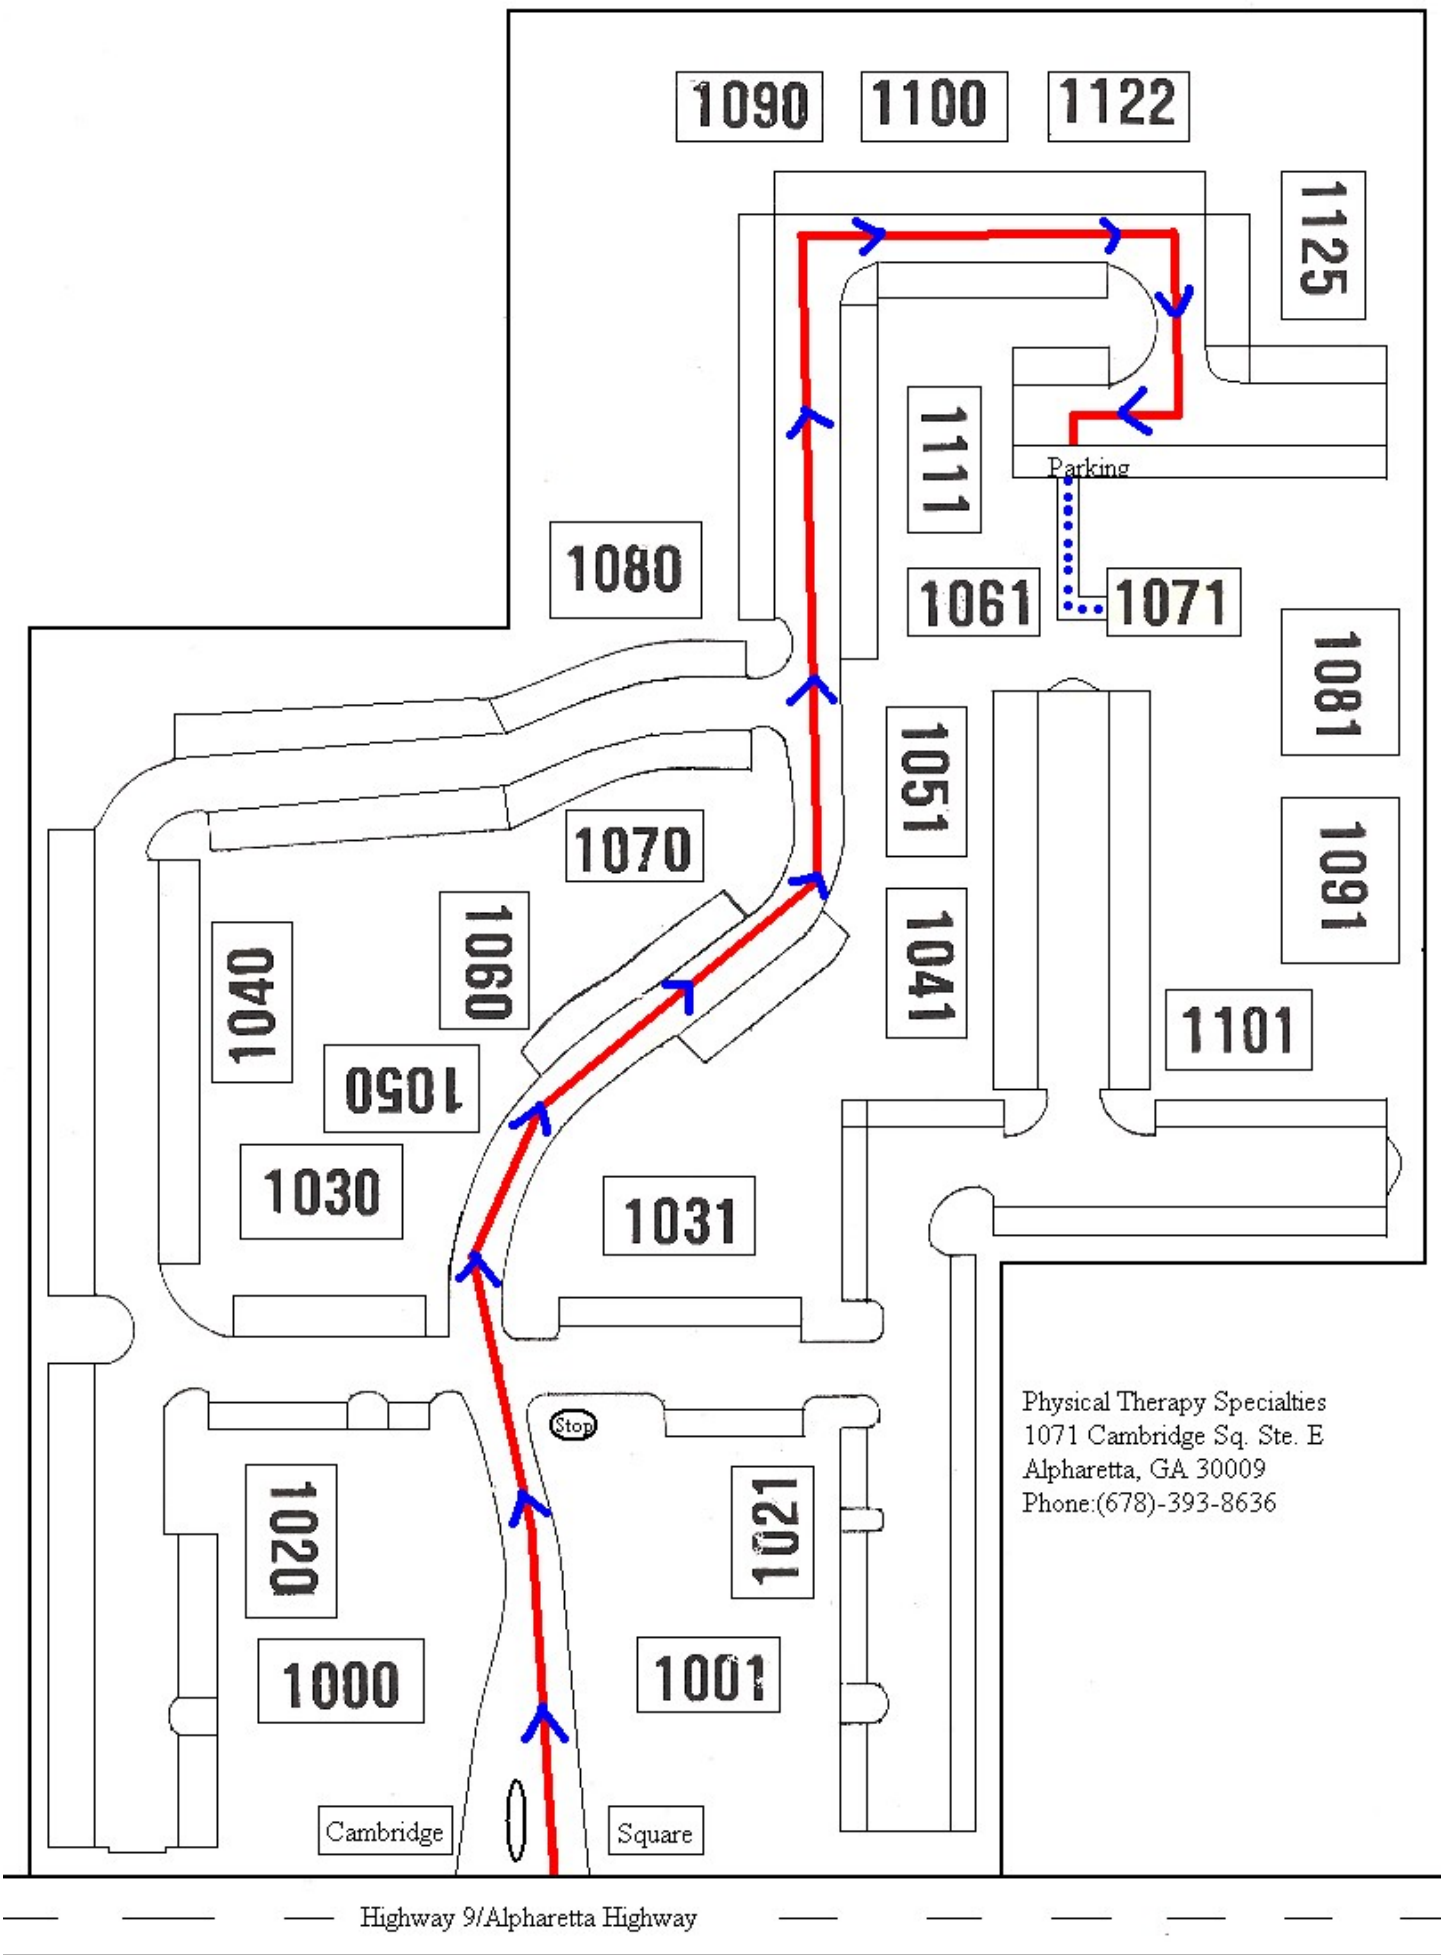 1090 1100 1122
1125
1111
Parking
1080
1061 1071
1081
1051
1070
1091
1060
1041
1040
1101
1050
1030
1031
Stop
Physical Therapy Specialties
1071 Cambridge Sq. Ste. E
Alpharetta, GA 30009
Phone:(678)-393-8636
1020
1021
1000
1001
Cambridge
Square
Highway 9/Alpharetta Highway